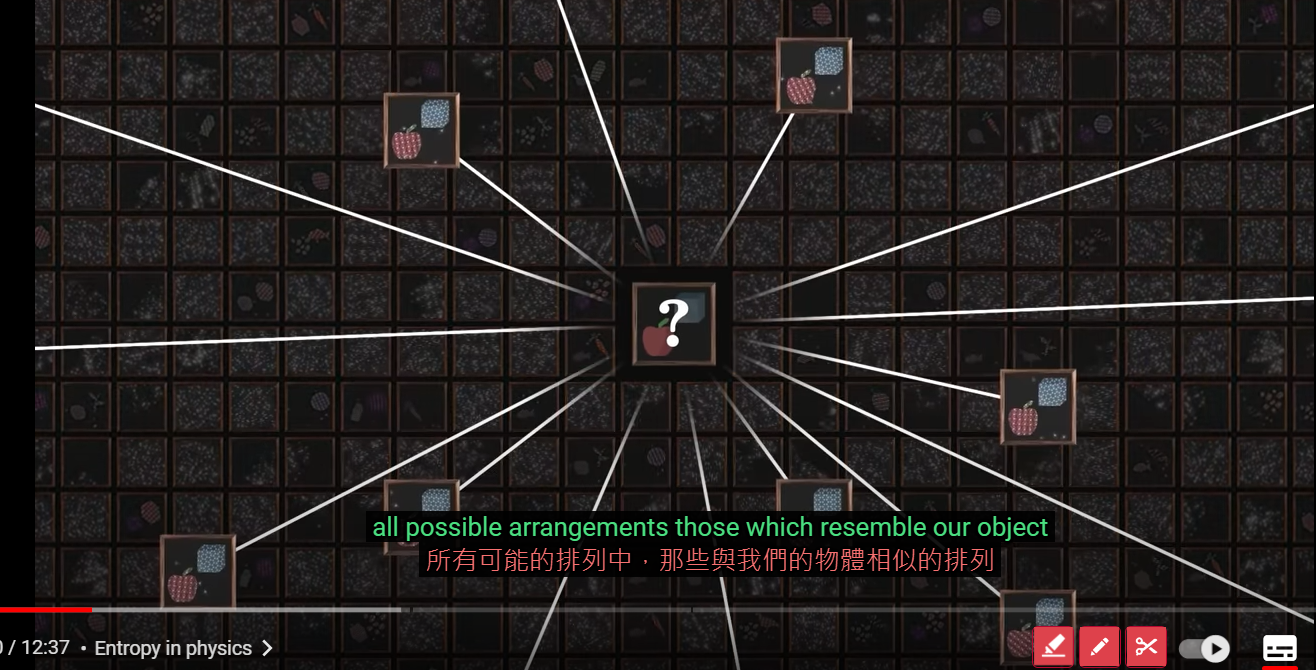 ?
all possible arrangements those which resemble our object
所有可能的排列中，那些與我們的物體相似的排列
/ 12:37 • Entropy in physics